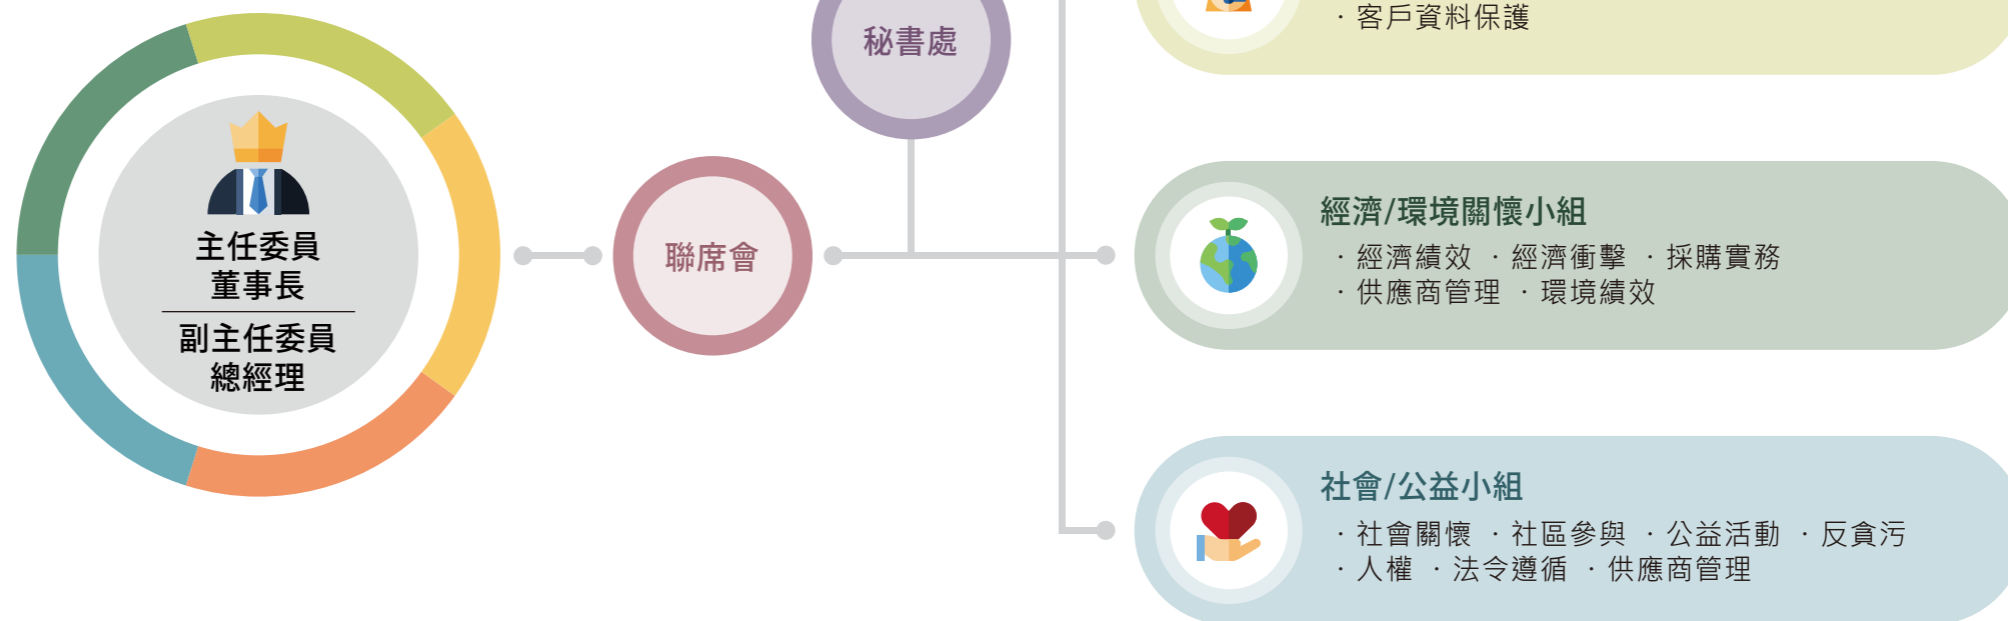 主任委員
董事長
副主任委員
總經理
聯席會
秘書處
· 客戶資料保護
經濟/環境關懷小組
· 經濟績效 · 經濟衝擊 · 採購實務
· 供應商管理 · 環境績效
社會/公益小組
· 社會關懷 · 社區參與 · 公益活動 · 反貪污
· 人權 · 法令遵循 · 供應商管理